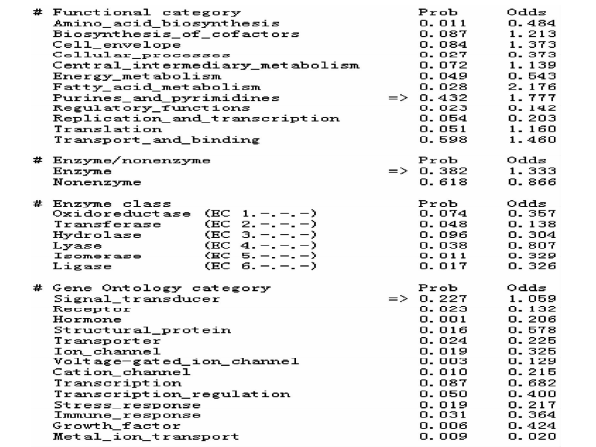 # Functional category Prob Odds
Amino_acid_biosynthesis 0.011 0.484
Biosynthesis_of_cofactors 0.087 1.213
Cell_envelope 0.084 1.373
Cellular_processes 0.027 0.373
Central_intermediary_metabolism 0.072 1.139
Energy_metabolism 0.049 0.543
Fatty_acid_metabolism 0.028 2.176
Purines_and_pyrimidines => 0.432 1.777
Regulatory_functions 0.023 0.142
Replication_and_transcription 0.054 0.203
Translation 0.051 1.160
Transport_and_binding 0.598 1.460
# Enzyme/nonenzyme Prob Odds
Enzyme => 0.382 1.333
Nonenzyme 0.618 0.866
# Enzyme class Prob Odds
Oxidoreductase (EC 1.-.-.-) 0.074 0.357
Transferase (EC 2.-.-.-) 0.048 0.138
Hydrolase (EC 3.-.-.-) 0.096 0.304
Lyase (EC 4.-.-.-) 0.038 0.807
Isomerase (EC 5.-.-.-) 0.011 0.329
Ligase (EC 6.-.-.-) 0.017 0.326
# Gene Ontology category Prob Odds
Signal_transducer => 0.227 1.059
Receptor 0.023 0.132
Hormone 0.001 0.206
Structural_protein 0.016 0.578
Transporter 0.024 0.225
Ion_channel 0.019 0.325
Voltage-gated_ion_channel 0.003 0.129
Cation_channel 0.010 0.215
Transcription 0.087 0.682
Transcription_regulation 0.050 0.400
Stress_response 0.019 0.217
Immune_response 0.031 0.364
Growth_factor 0.006 0.424
Metal_ion_transport 0.009 0.020